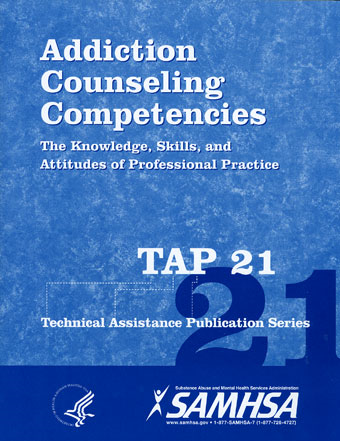 Addiction
Counseling
Competencies
The Knowledge, Skills, and
Attitudes of Professional Practice
TAP 21
21
Technical Assistance Publication Series
Substance Abuse and Mental Health Services Administration
SAMHSA
www.samhsa.gov • 1-877-SAMHSA-7 (1-877-726-4727)